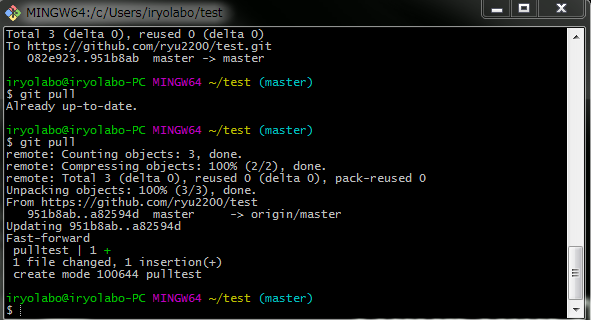 MINGW64:/c/Users/iryolabo/test
Total 3 (delta 0), reused 0 (delta 0)
To https://github.com/ryu2200/test.git
   082e923..951b8ab  master -> master
iryolabo@iryolabo-PC MINGW64 ~/test (master)
$ git pull
Already up-to-date.
iryolabo@iryolabo-PC MINGW64 ~/test (master)
$ git pull
remote: Counting objects: 3, done.
remote: Compressing objects: 100% (2/2), done.
remote: Total 3 (delta 0), reused 0 (delta 0), pack-reused 0
Unpacking objects: 100% (3/3), done.
From https://github.com/ryu2200/test
   951b8ab..a82594d  master     -> origin/master
Updating 951b8ab..a82594d
Fast-forward
 pulltest | 1 +
 1 file changed, 1 insertion(+)
 create mode 100644 pulltest
iryolabo@iryolabo-PC MINGW64 ~/test (master)
$